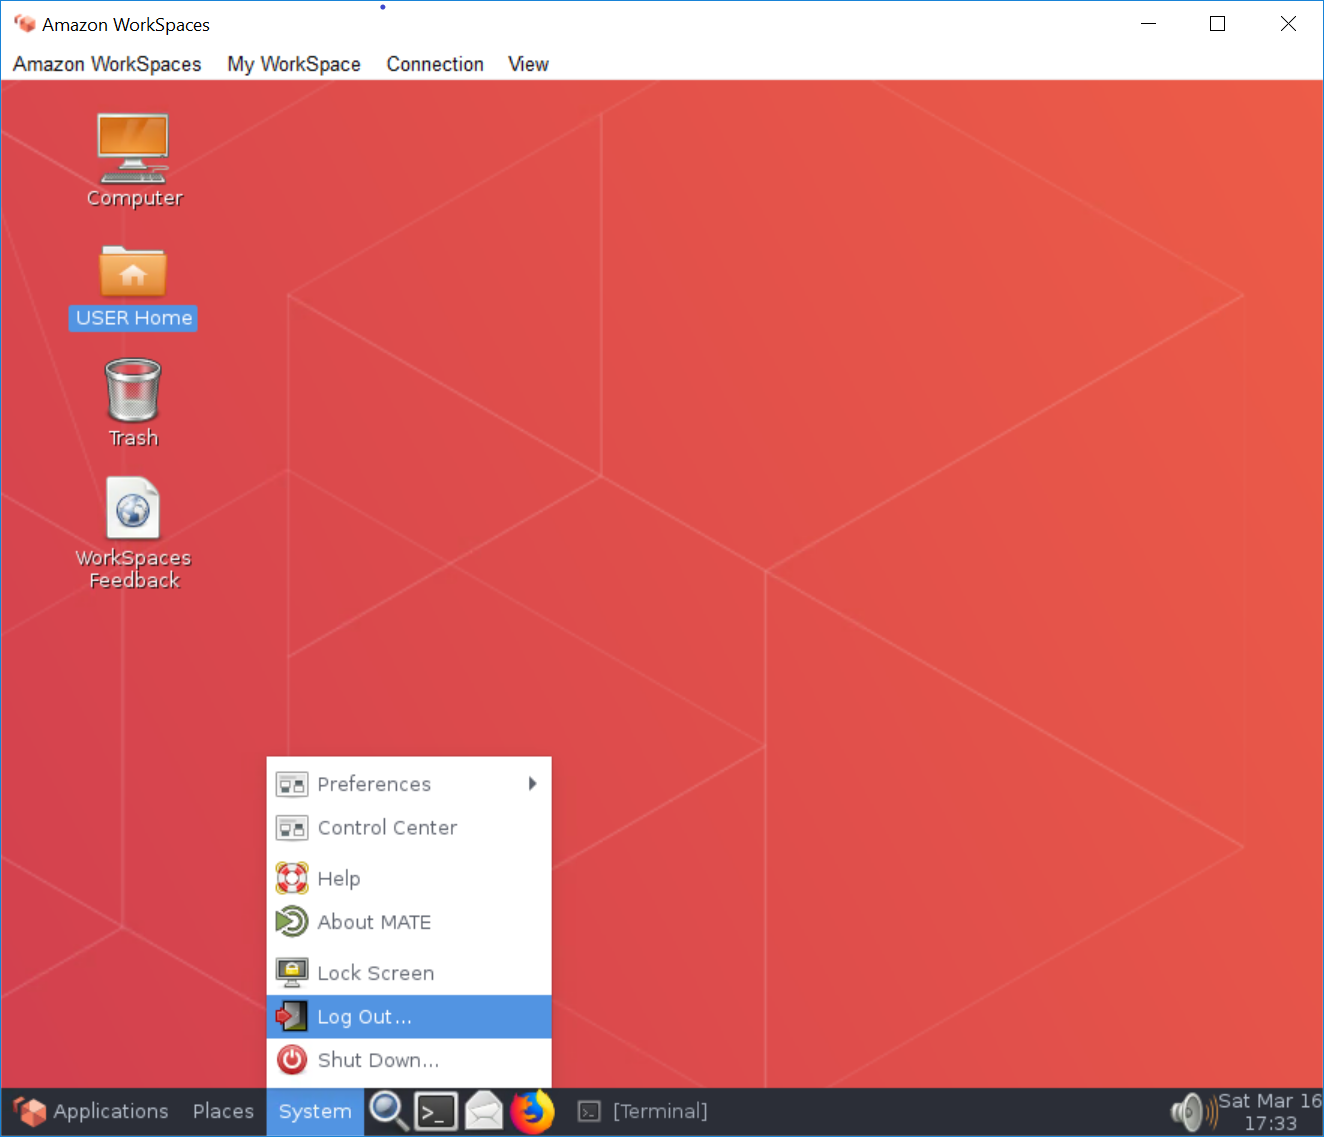 Amazon WorkSpaces
Amazon WorkSpaces My WorkSpace Connection View
Computer
USER Home
Trash
WorkSpaces
Feedback
Preferences
Control Center
Help
About MATE
Lock Screen
Log Out...
Shut Down...
Applications Places System [Terminal] Sat Mar 16
17:33